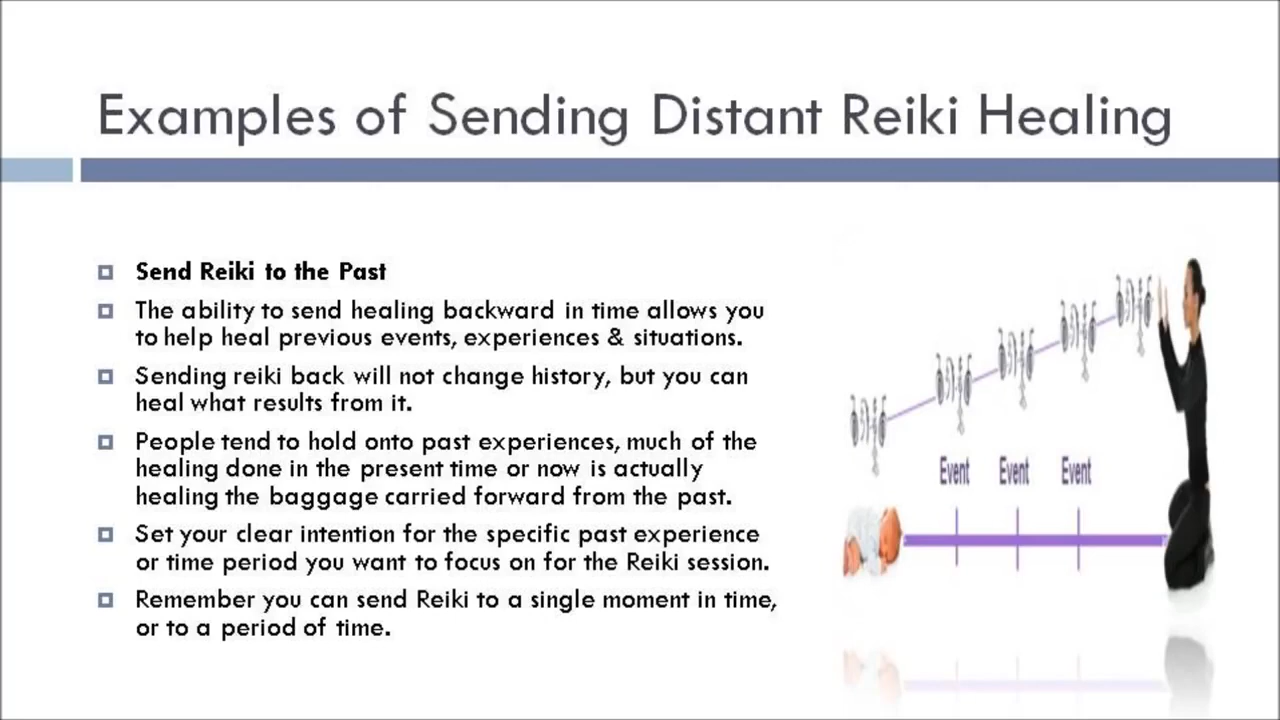 Examples of Sending Distant Reiki Healing
Send Reiki to the Past
The ability to send healing backward in time allows you
to help heal previous events, experiences & situations.
Sending reiki back will not change history, but you can
heal what results from it.
People tend to hold onto past experiences, much of the
healing done in the present time or now is actually
healing the baggage carried forward from the past.
Set your clear intention for the specific past experience
or time period you want to focus on for the Reiki session.
Remember you can send Reiki to a single moment in time,
or to a period of time.
Event Event Event